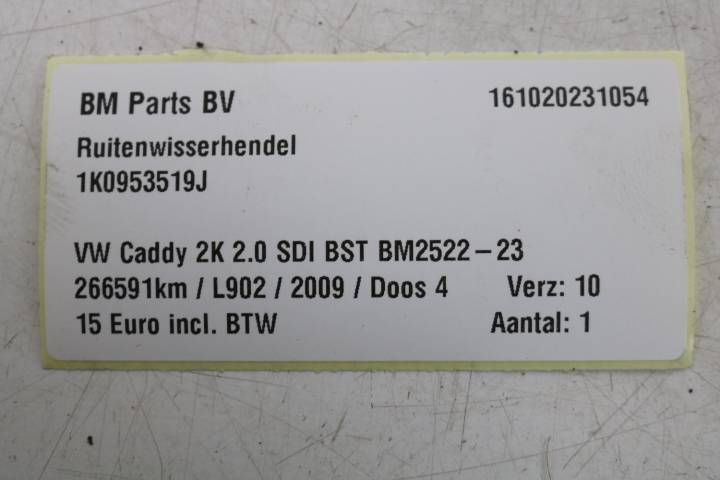 BM Parts BV 161020231054
Ruitenwisserhendel
1K0953519J
VW Caddy 2K 2.0 SDI BST BM2522-23
266591km / L902 / 2009 / Doos 4 Verz: 10
15 Euro incl. BTW Aantal: 1